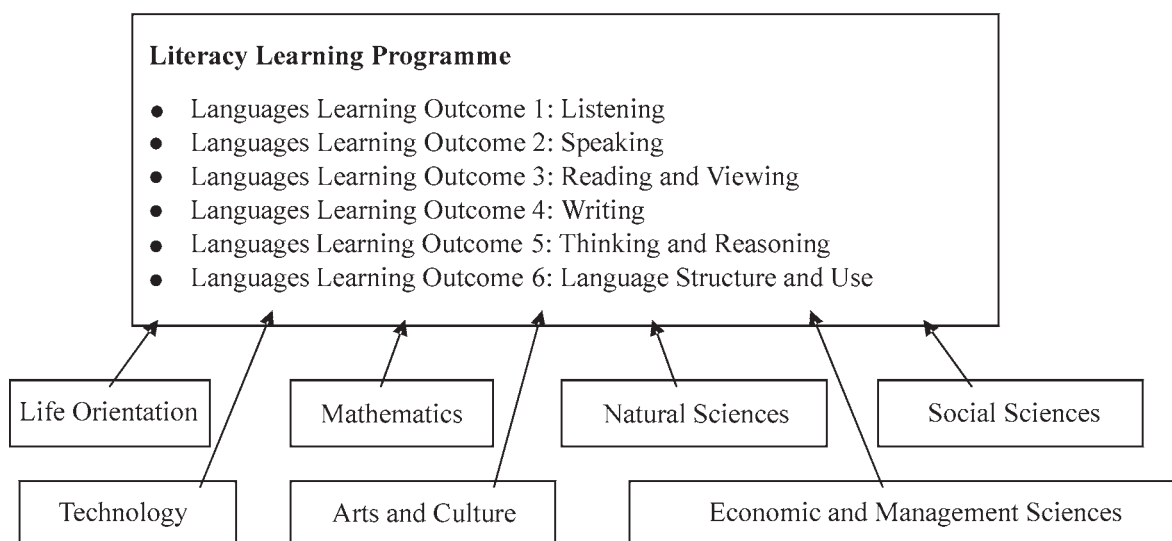 Literacy Learning Programme
● Languages Learning Outcome 1: Listening
● Languages Learning Outcome 2: Speaking
● Languages Learning Outcome 3: Reading and Viewing
● Languages Learning Outcome 4: Writing
● Languages Learning Outcome 5: Thinking and Reasoning
● Languages Learning Outcome 6: Language Structure and Use
Life Orientation
Mathematics
Natural Sciences
Social Sciences
Technology
Arts and Culture
Economic and Management Sciences